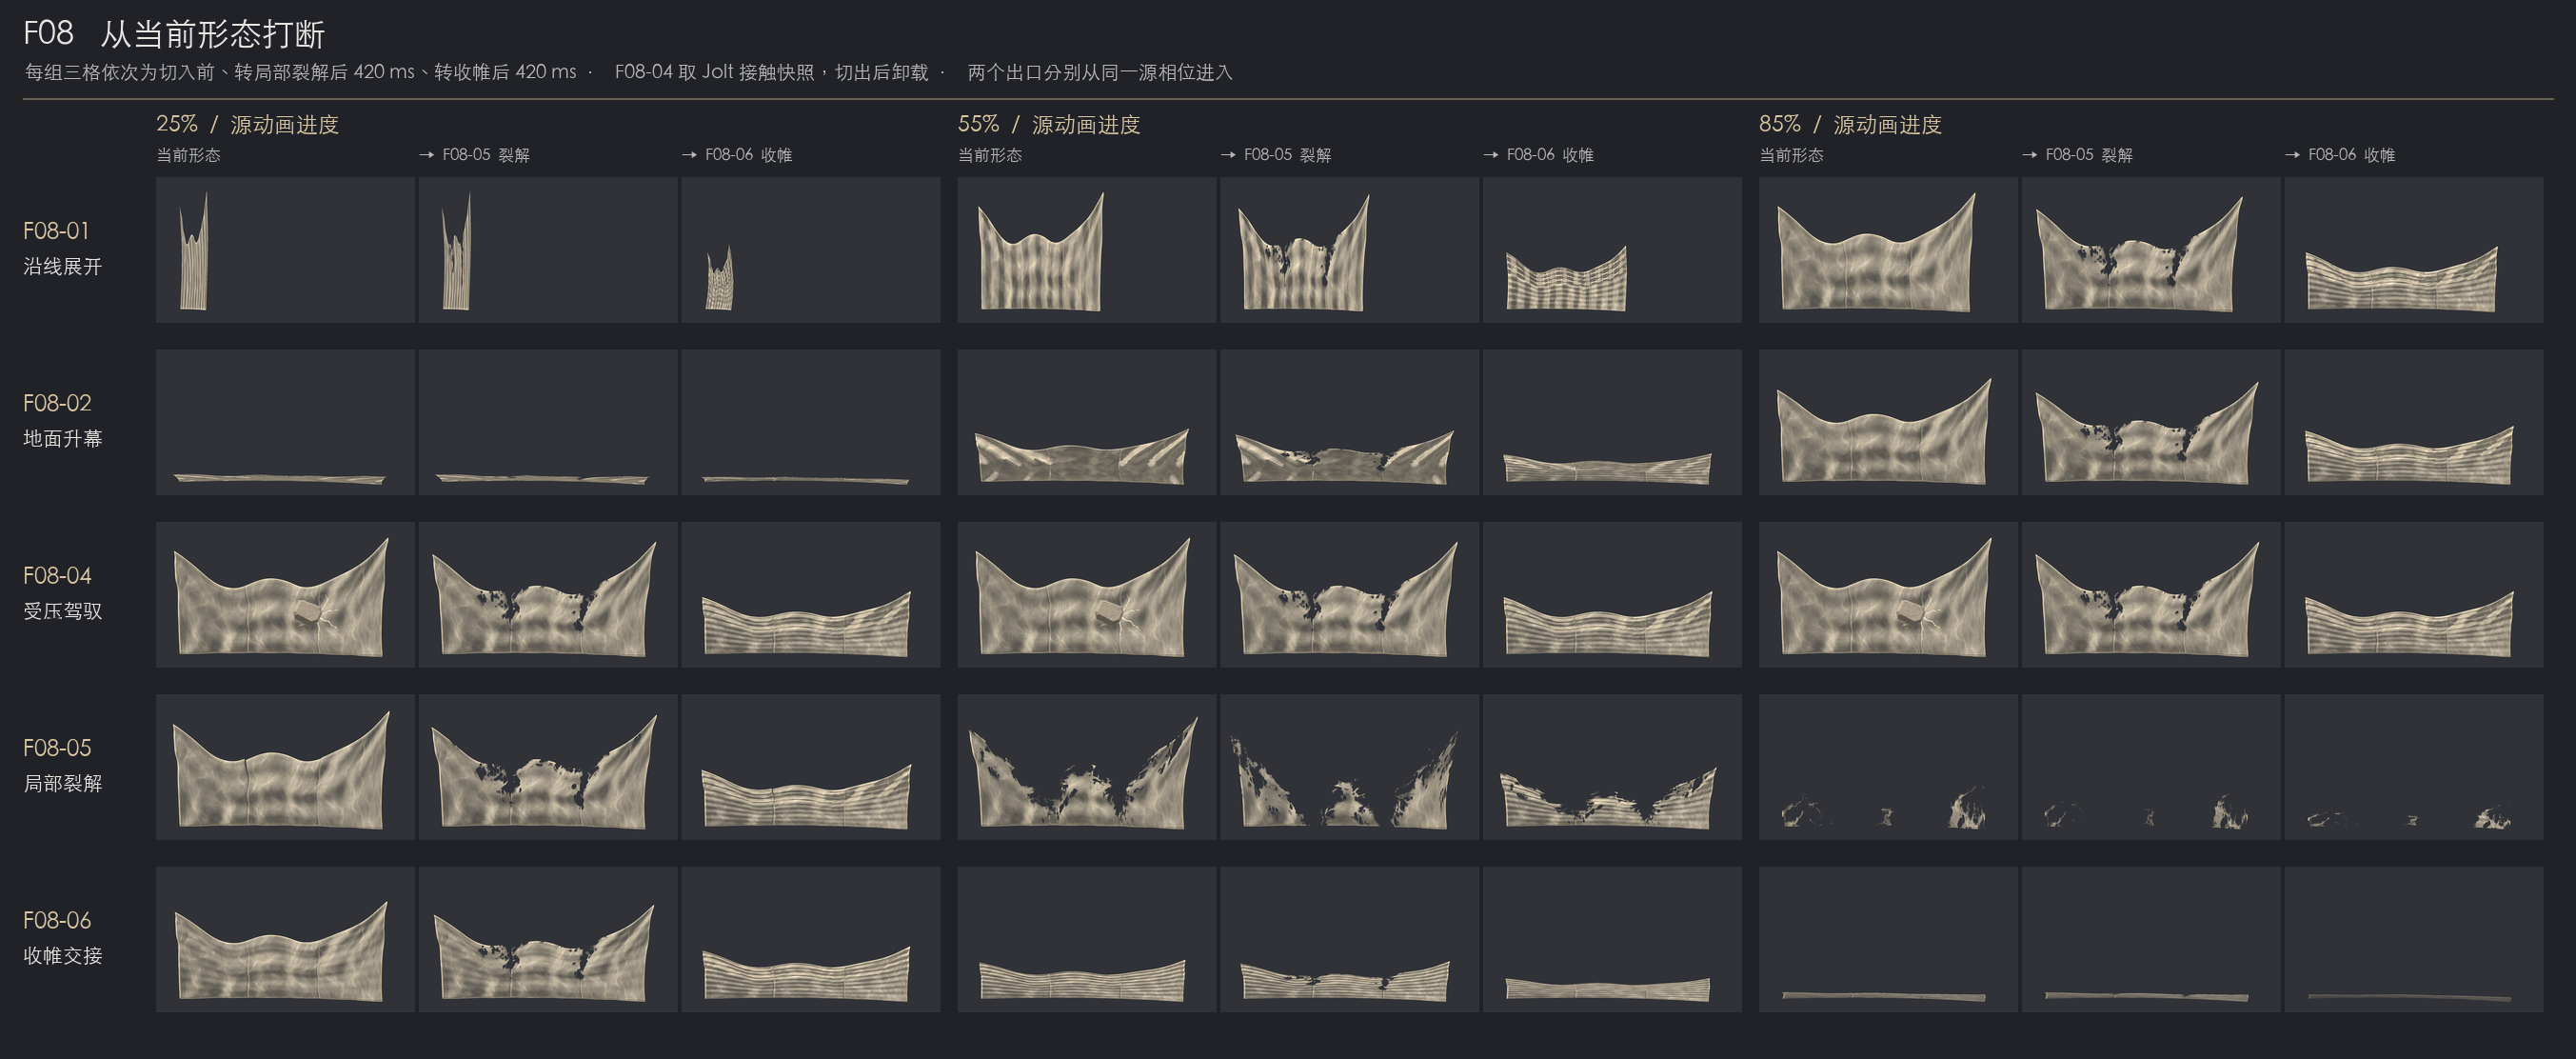 F08 从当前形态打断
每组三格依次为切入前、转局部裂解后 420 ms、转收帷后 420 ms · F08-04 取 Jolt 接触快照，切出后卸载 · 两个出口分别从同一源相位进入
25% / 源动画进度 55% / 源动画进度 85% / 源动画进度
当前形态 → F08-05 裂解 → F08-06 收帷 当前形态 → F08-05 裂解 → F08-06 收帷 当前形态 → F08-05 裂解 → F08-06 收帷
F08-01
沿线展开
F08-02
地面升幕
F08-04
受压驾驭
F08-05
局部裂解
F08-06
收帷交接